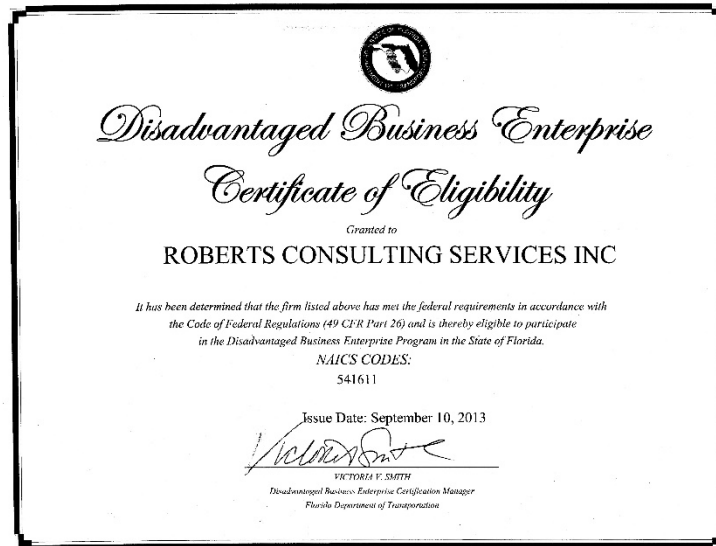 Disadvantaged Business Enterprise
Certificate of Eligibility
Granted to
ROBERTS CONSULTING SERVICES INC
It has been determined that the firm listed above has met the federal requirements in accordance with
the Code of Federal Regulations (49 CFR Part 26) and is thereby eligible to participate
in the Disadvantaged Business Enterprise Program in the State of Florida.
NAICS CODES:
541611
Issue Date: September 10, 2013
VICTORIA V. SMITH
Disadvantaged Business Enterprise Certification Manager
Florida Department of Transportation